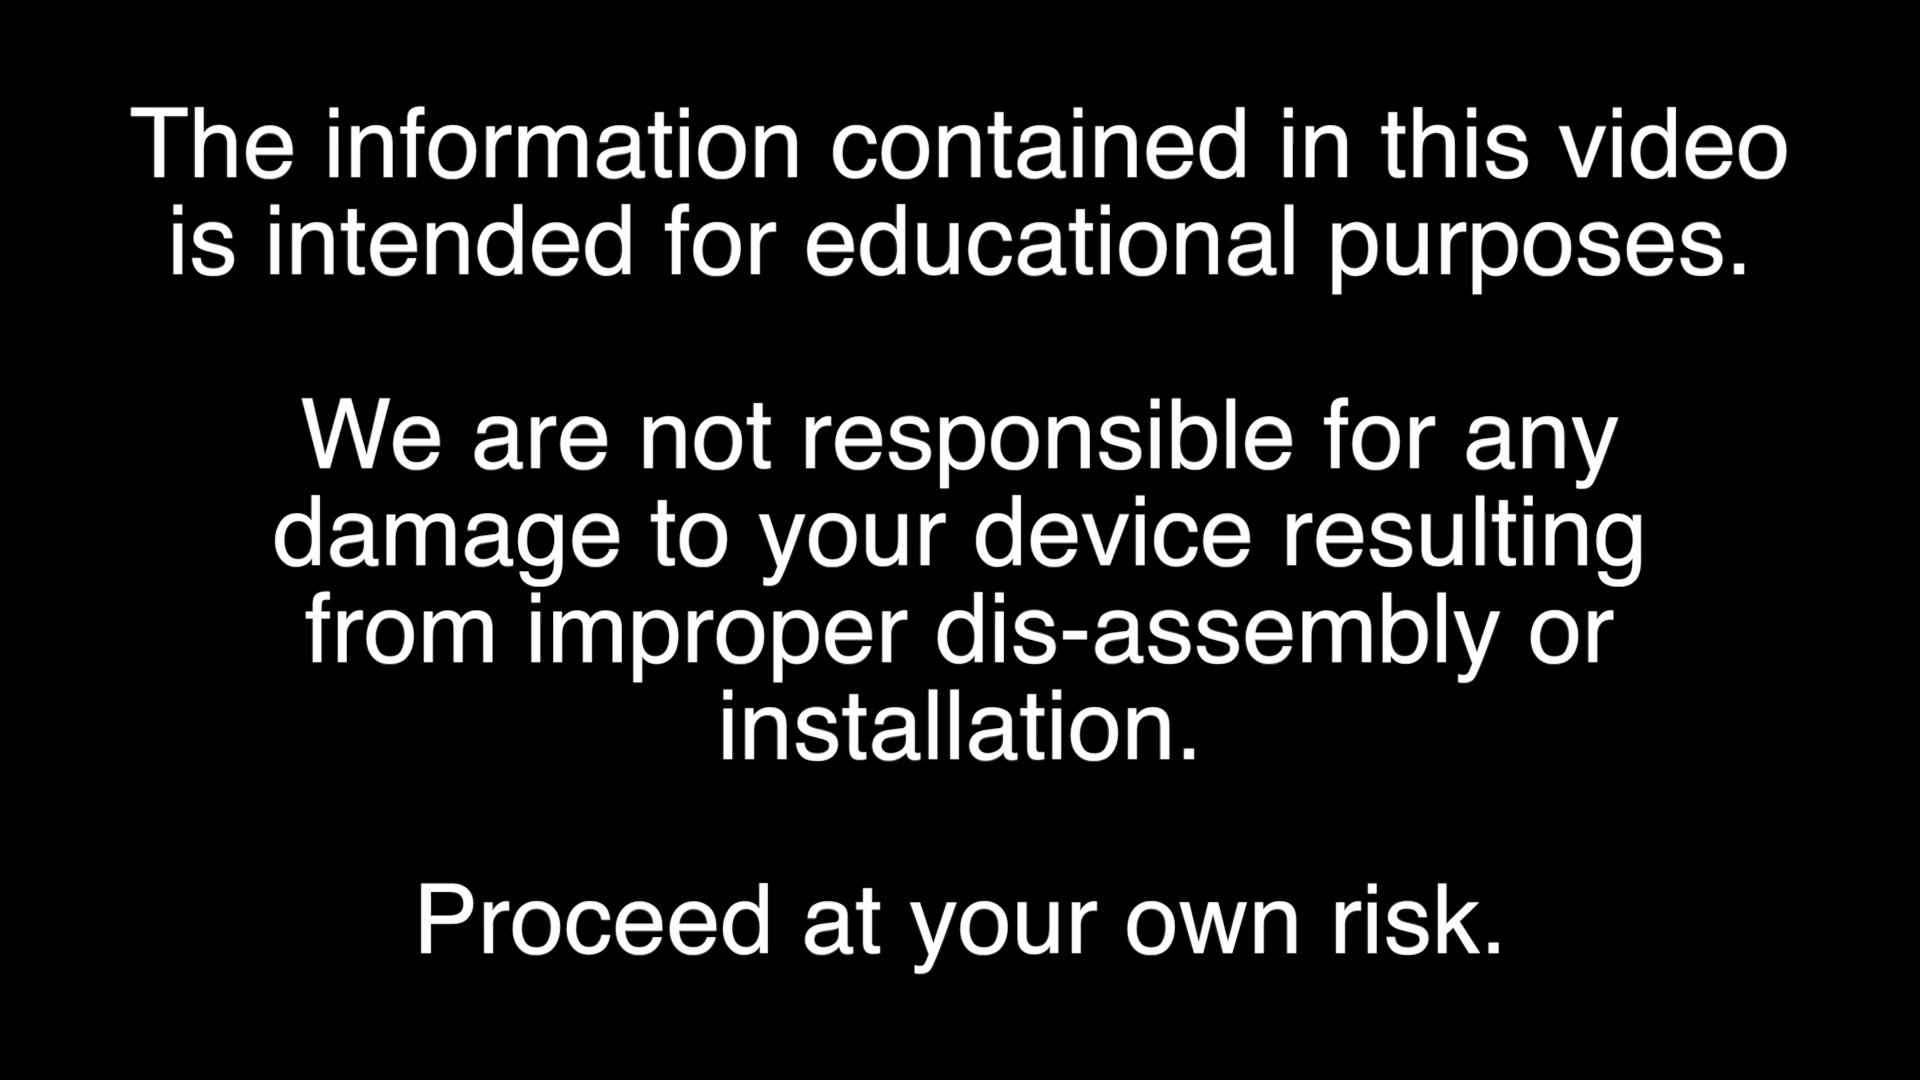 The information contained in this video
is intended for educational purposes.
We are not responsible for any
damage to your device resulting
from improper dis-assembly or
installation.
Proceed at your own risk.